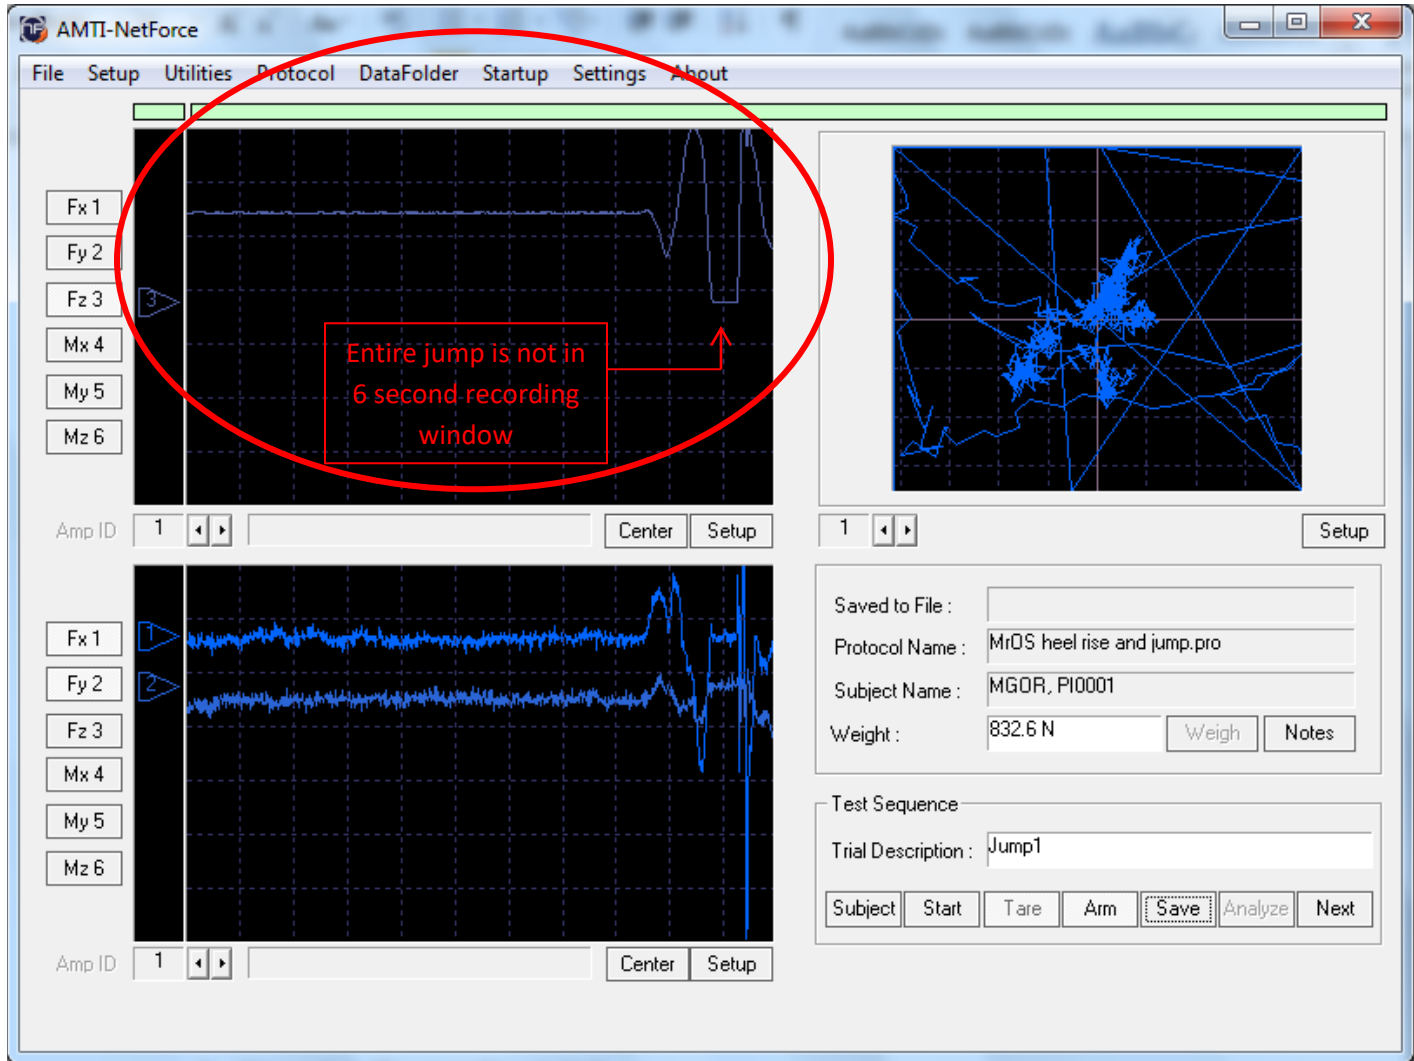 AMTI-NetForce
File Setup Utilities Protocol DataFolder Startup Settings About
Fx 1
Fy 2
Fz 3
Mx 4
My 5
Mz 6
3
Entire jump is not in
6 second recording
window
Amp ID 1 Center Setup
1 Setup
Fx 1
Fy 2
Fz 3
Mx 4
My 5
Mz 6
1
2
Amp ID 1 Center Setup
Saved to File :
Protocol Name : MrOS heel rise and jump.pro
Subject Name : MGOR, PI0001
Weight : 832.6 N Weigh Notes
Test Sequence
Trial Description : Jump1
Subject Start Tare Arm Save Analyze Next